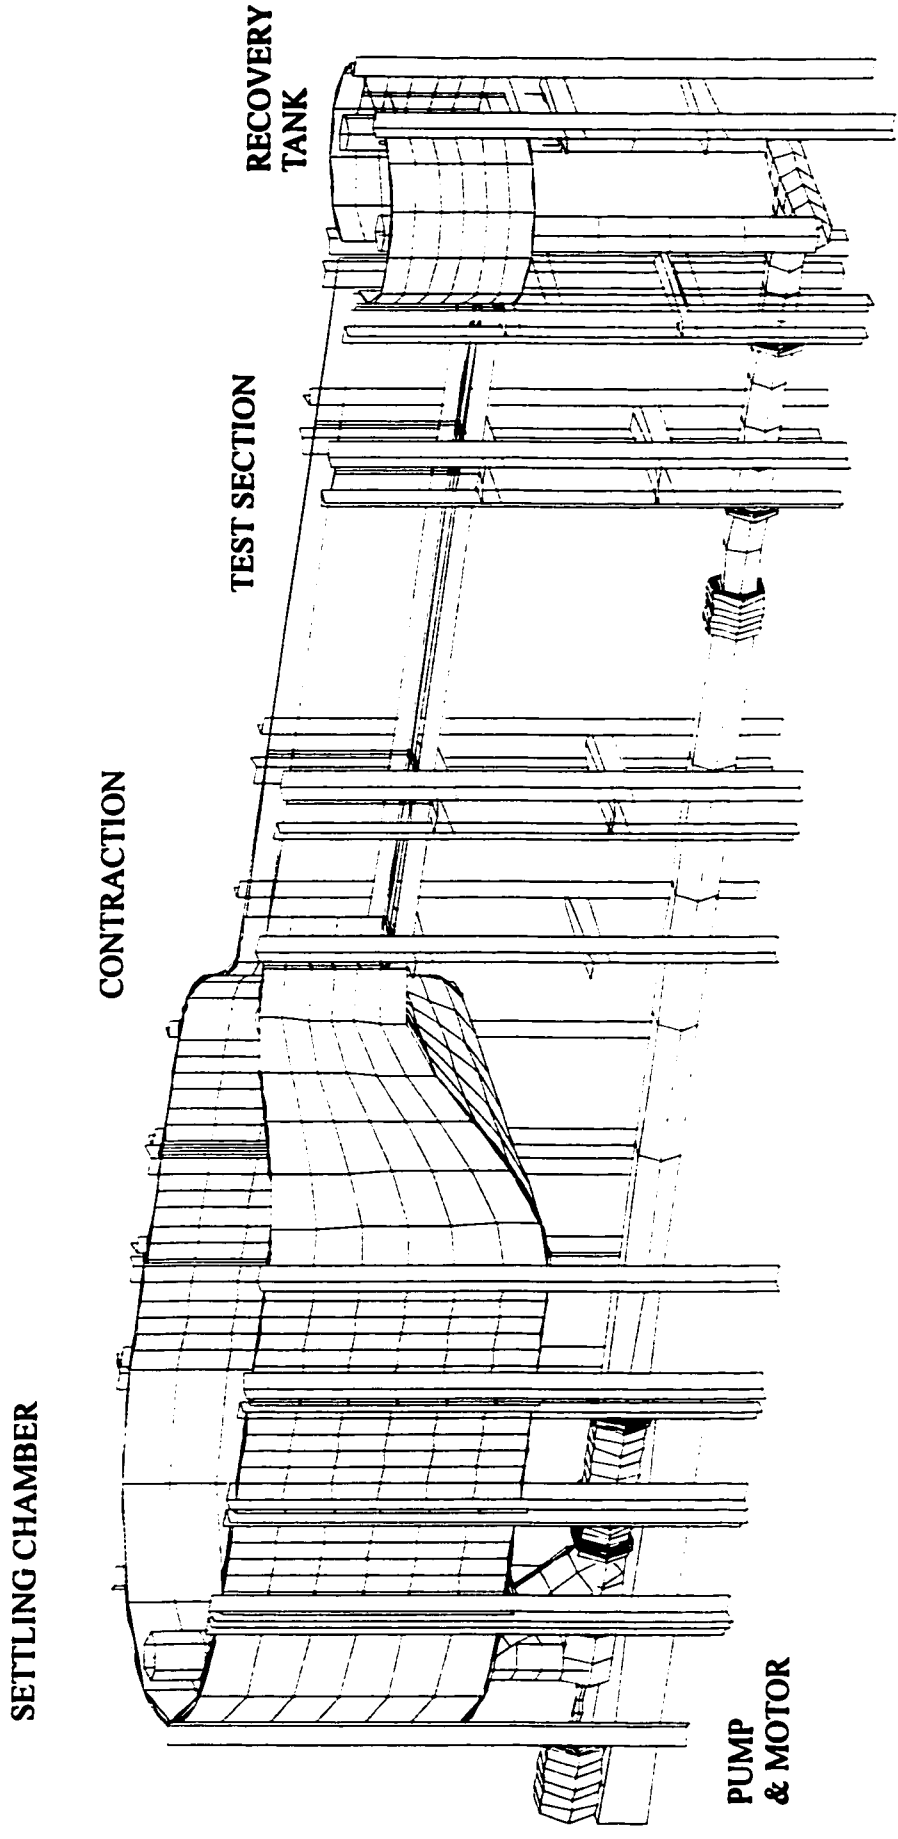 SETTLING CHAMBER
CONTRACTION
TEST SECTION
RECOVERY
TANK
PUMP
& MOTOR